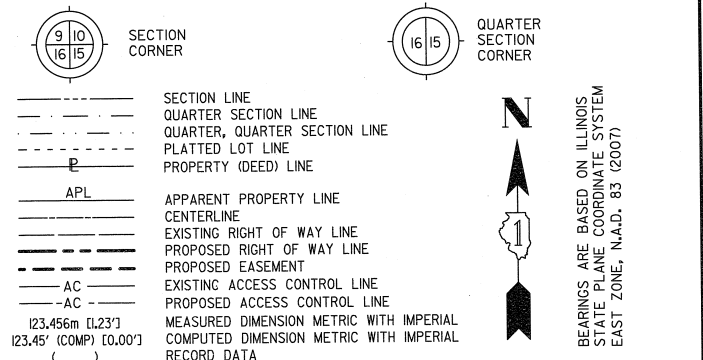 9 10
16 15
SECTION
CORNER
16 15
QUARTER
SECTION
CORNER
SECTION LINE
QUARTER SECTION LINE
QUARTER, QUARTER SECTION LINE
PLATTED LOT LINE
PL PROPERTY (DEED) LINE
APL APPARENT PROPERTY LINE
CENTERLINE
EXISTING RIGHT OF WAY LINE
PROPOSED RIGHT OF WAY LINE
PROPOSED EASEMENT
AC EXISTING ACCESS CONTROL LINE
AC PROPOSED ACCESS CONTROL LINE
123.456m [1.23'] MEASURED DIMENSION METRIC WITH IMPERIAL
123.45' (COMP) [0.00'] COMPUTED DIMENSION METRIC WITH IMPERIAL
( ) RECORD DATA
N
1
BEARINGS ARE BASED ON ILLINOIS
STATE PLANE COORDINATE SYSTEM
EAST ZONE, N.A.D. 83 (2007)